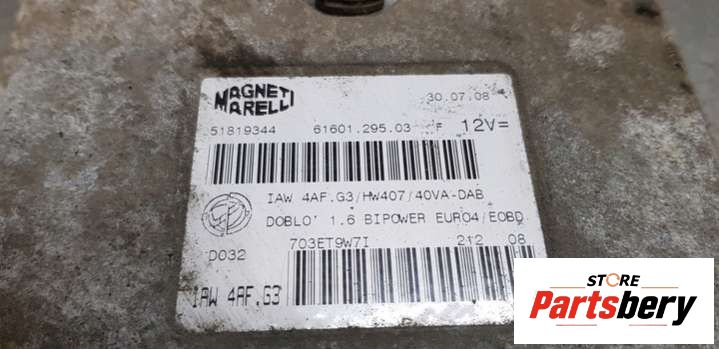 MAGNETI
MARELLI
30.07.08
51819344 61601.295.03 F 12V=
IAW 4AF.G3/HW407/40VA-DAB
DOBLO' 1.6 BIPOWER EURO4/EOBD
D032 703ET9W7I 212 08
IAW 4AF.G3
STORE
Partsbery